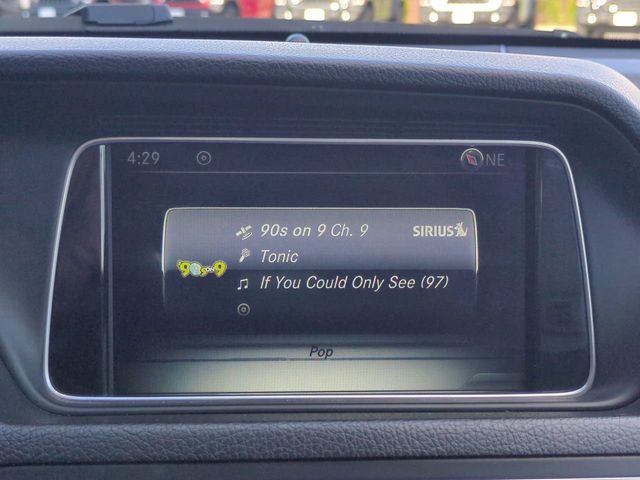 4:29 NE
90s on 9 Ch. 9 SIRIUS
Tonic
'90s on 9
If You Could Only See (97)
Pop